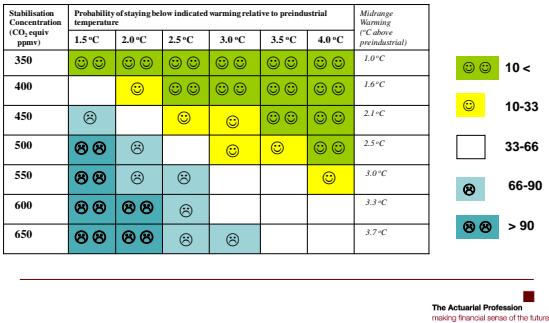 Stabilisation Concentration (CO2 equiv ppmv)
Probability of staying below indicated warming relative to preindustrial temperature
Midrange Warming (°C above preindustrial)
1.5 °C 2.0 °C 2.5 °C 3.0 °C 3.5 °C 4.0 °C
350 1.0 °C
400 1.6 °C
450 2.1 °C
500 2.5 °C
550 3.0 °C
600 3.3 °C
650 3.7 °C
10 <
10-33
33-66
66-90
> 90
The Actuarial Profession
making financial sense of the future